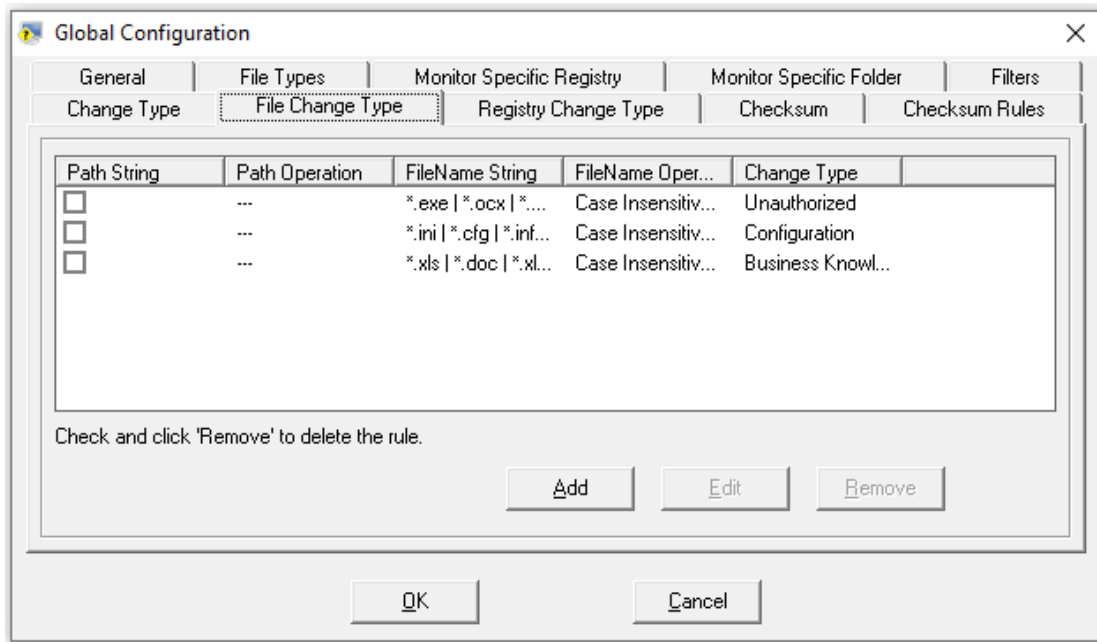 Global Configuration
General File Types Monitor Specific Registry Monitor Specific Folder Filters
Change Type File Change Type Registry Change Type Checksum Checksum Rules
Path String Path Operation FileName String FileName Oper... Change Type
--- *.exe | *.ocx | *.... Case Insensitiv... Unauthorized
--- *.ini | *.cfg | *.inf... Case Insensitiv... Configuration
--- *.xls | *.doc | *.xl... Case Insensitiv... Business Knowl...
Check and click 'Remove' to delete the rule.
Add Edit Remove
OK Cancel